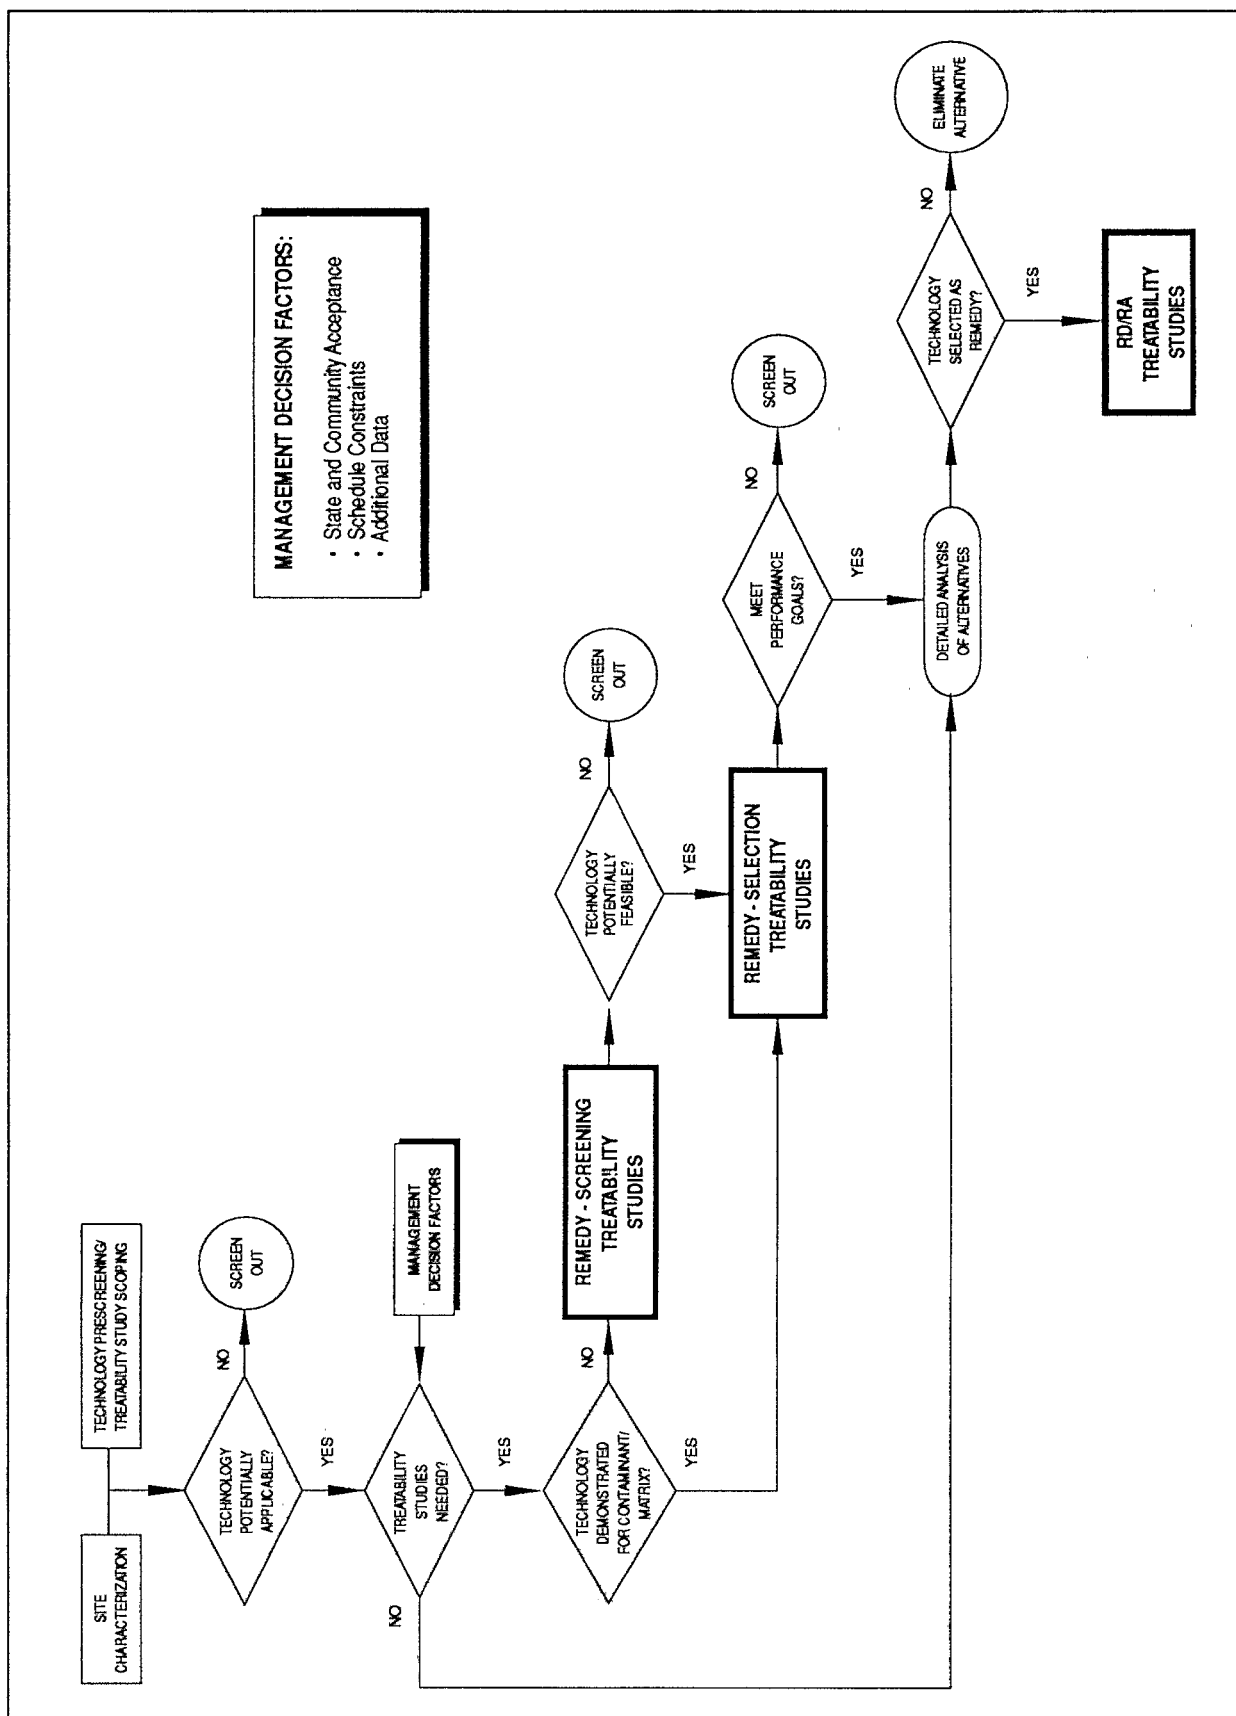 SITE
CHARACTERIZATION
TECHNOLOGY PRESCREENING/
TREATABILITY STUDY SCOPING
TECHNOLOGY
POTENTIALLY
APPLICABLE?
NO
SCREEN
OUT
YES
TREATABILITY
STUDIES
NEEDED?
MANAGEMENT
DECISION FACTORS
NO
YES
TECHNOLOGY
DEMONSTRATED
FOR CONTAMINANT/
MATRIX?
NO
YES
REMEDY - SCREENING
TREATABILITY
STUDIES
TECHNOLOGY
POTENTIALLY
FEASIBLE?
NO
SCREEN
OUT
YES
REMEDY - SELECTION
TREATABILITY
STUDIES
MEET
PERFORMANCE
GOALS?
NO
SCREEN
OUT
YES
DETAILED ANALYSIS
OF ALTERNATIVES
TECHNOLOGY
SELECTED AS
REMEDY?
NO
ELIMINATE
ALTERNATIVE
YES
RD/RA
TREATABILITY
STUDIES
MANAGEMENT DECISION FACTORS:
· State and Community Acceptance
· Schedule Constraints
· Additional Data